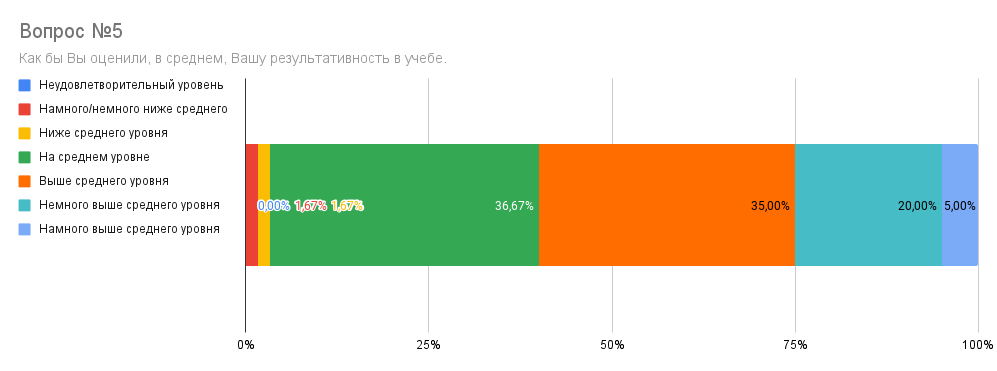 Вопрос №5
Как бы Вы оценили, в среднем, Вашу результативность в учебе.
Неудовлетворительный уровень
Намного/немного ниже среднего
Ниже среднего уровня
На среднем уровне
Выше среднего уровня
Немного выше среднего уровня
Намного выше среднего уровня
0,00% 1,67% 1,67% 36,67% 35,00% 20,00% 5,00%
0% 25% 50% 75% 100%